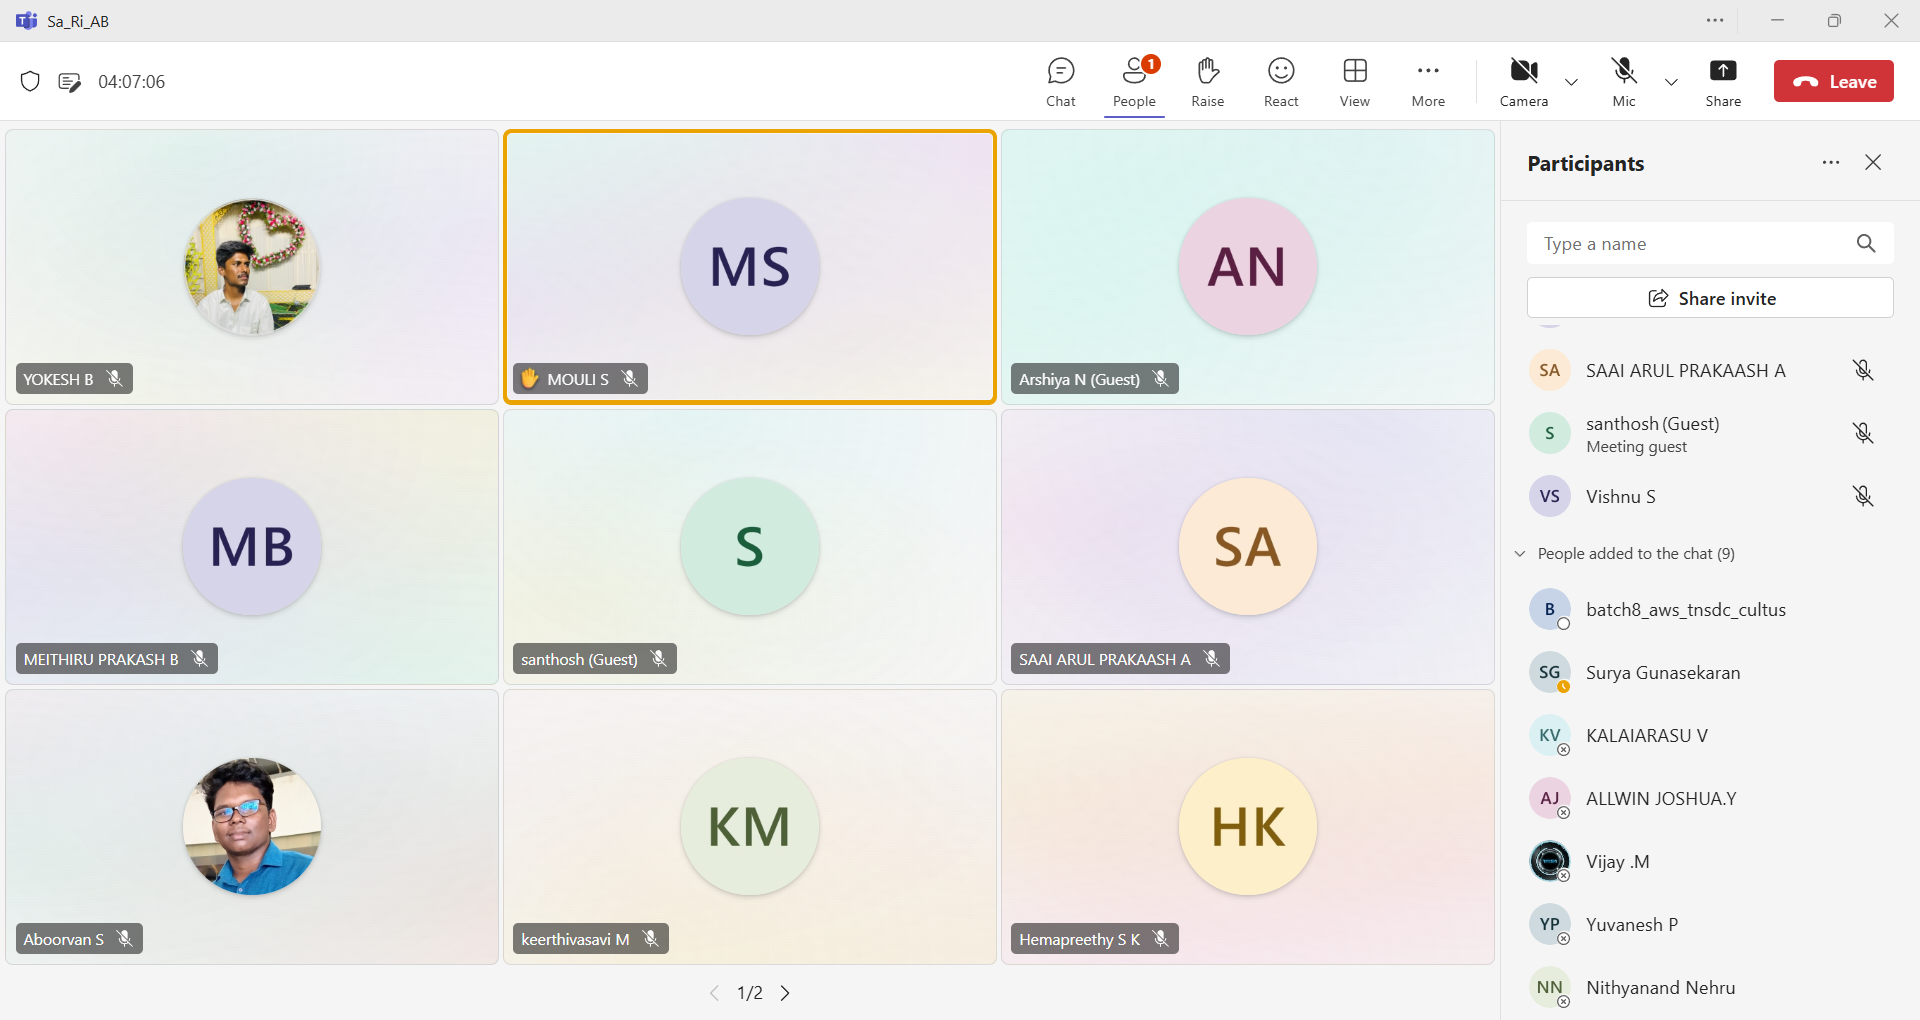 Sa_Ri_AB
04:07:06
Chat
People
1
Raise
React
View
More
Camera
Mic
Share
Leave
YOKESH B
MS
MOULI S
AN
Arshiya N (Guest)
MB
MEITHIRU PRAKASH B
S
santhosh (Guest)
SA
SAAI ARUL PRAKAASH A
Aboorvan S
KM
keerthivasavi M
HK
Hemapreethy S K
1/2
Participants
Type a name
Share invite
SA SAAI ARUL PRAKAASH A
S santhosh (Guest)
Meeting guest
VS Vishnu S
People added to the chat (9)
B batch8_aws_tnsdc_cultus
SG Surya Gunasekaran
KV KALAIARASU V
AJ ALLWIN JOSHUA.Y
Vijay .M
YP Yuvanesh P
NN Nithyanand Nehru